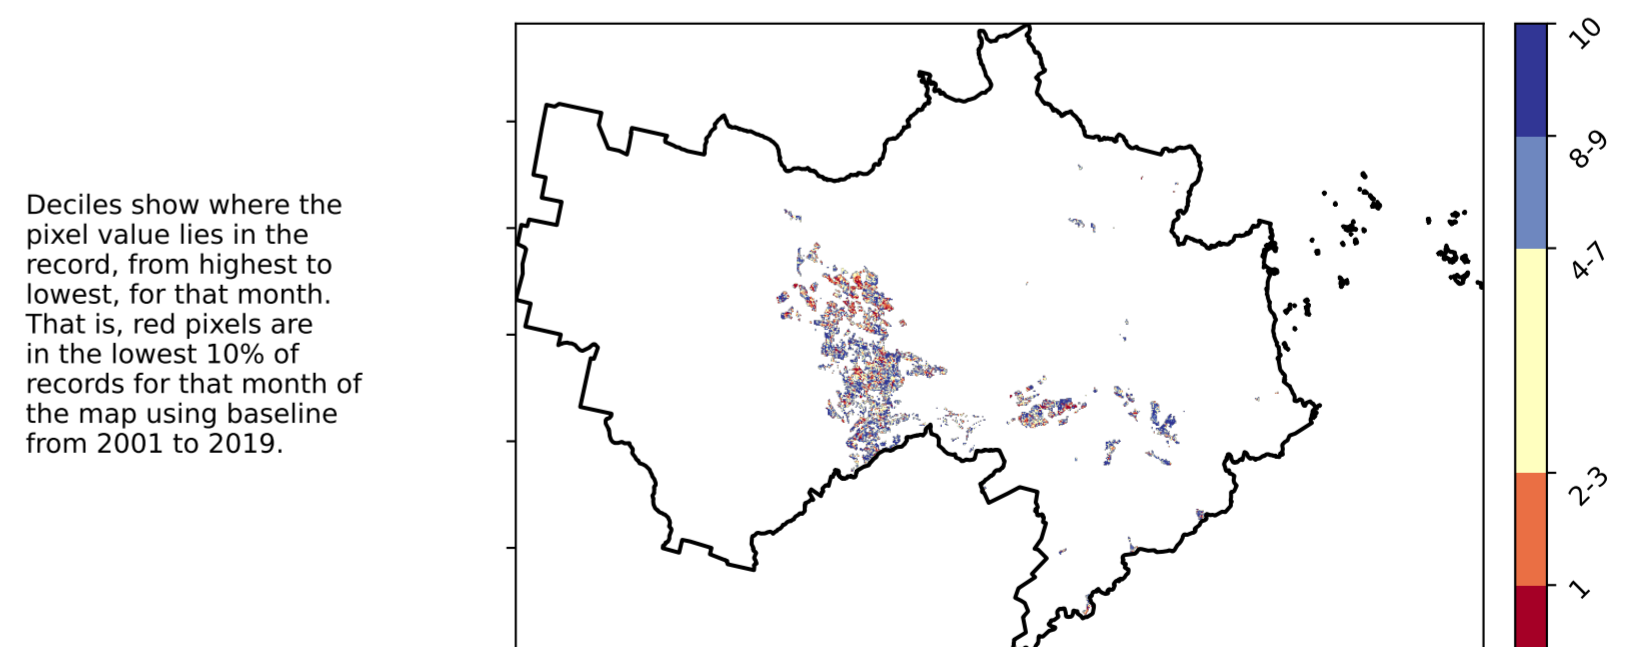 Deciles show where the
pixel value lies in the
record, from highest to
lowest, for that month.
That is, red pixels are
in the lowest 10% of
records for that month of
the map using baseline
from 2001 to 2019.
10
8-9
4-7
2-3
1